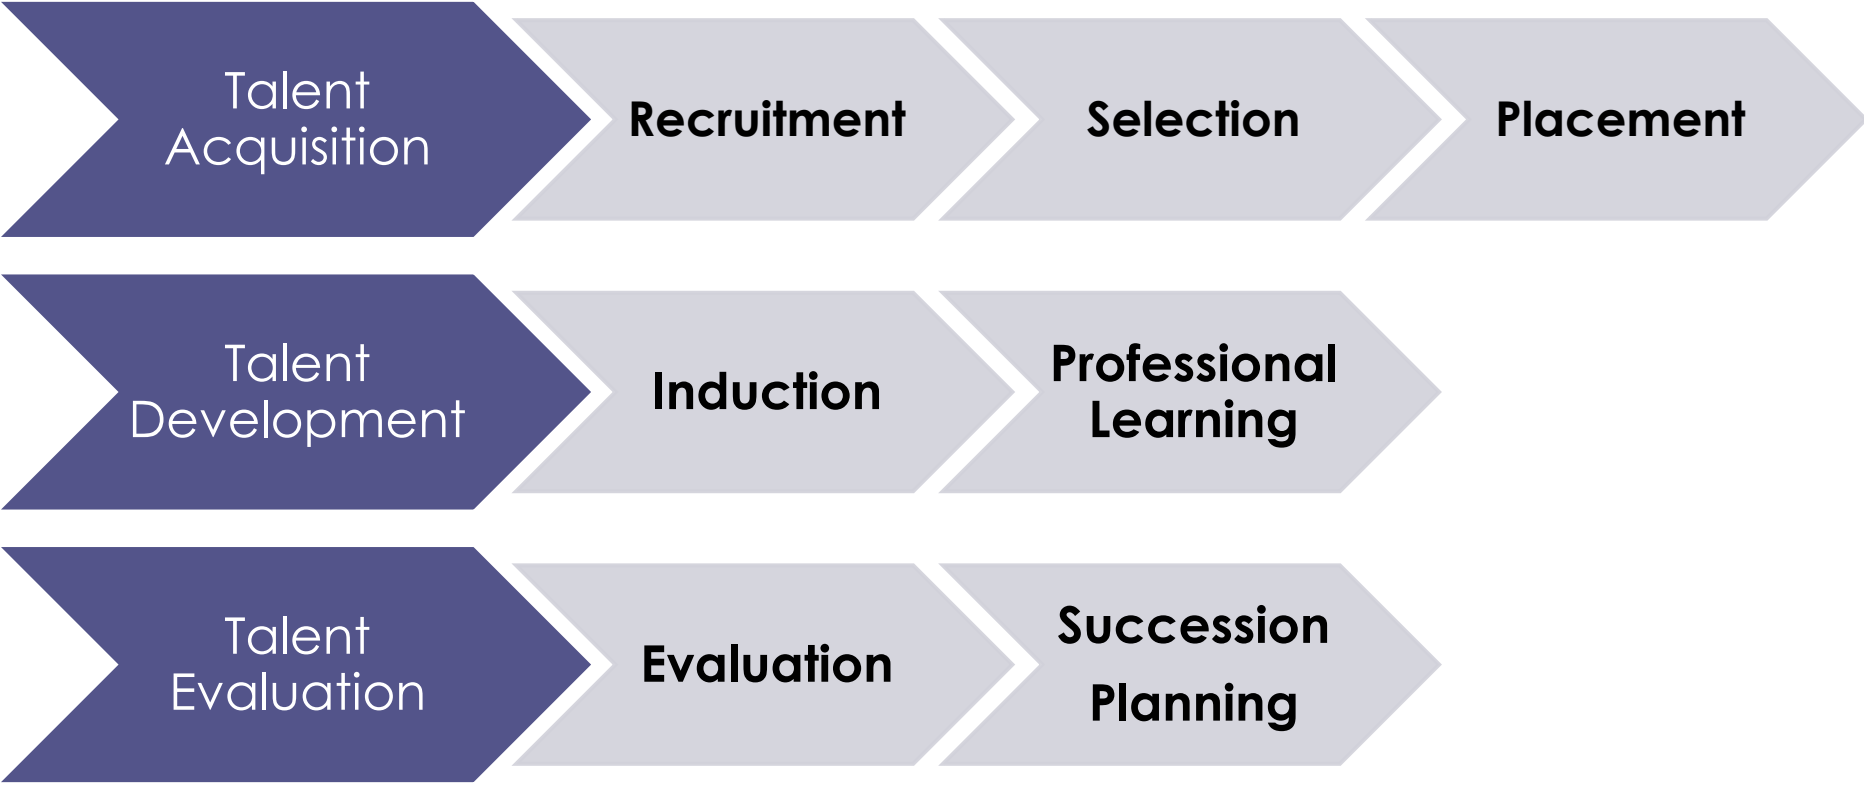 Talent
Acquisition
Recruitment
Selection
Placement
Talent
Development
Induction
Professional
Learning
Talent
Evaluation
Evaluation
Succession
Planning